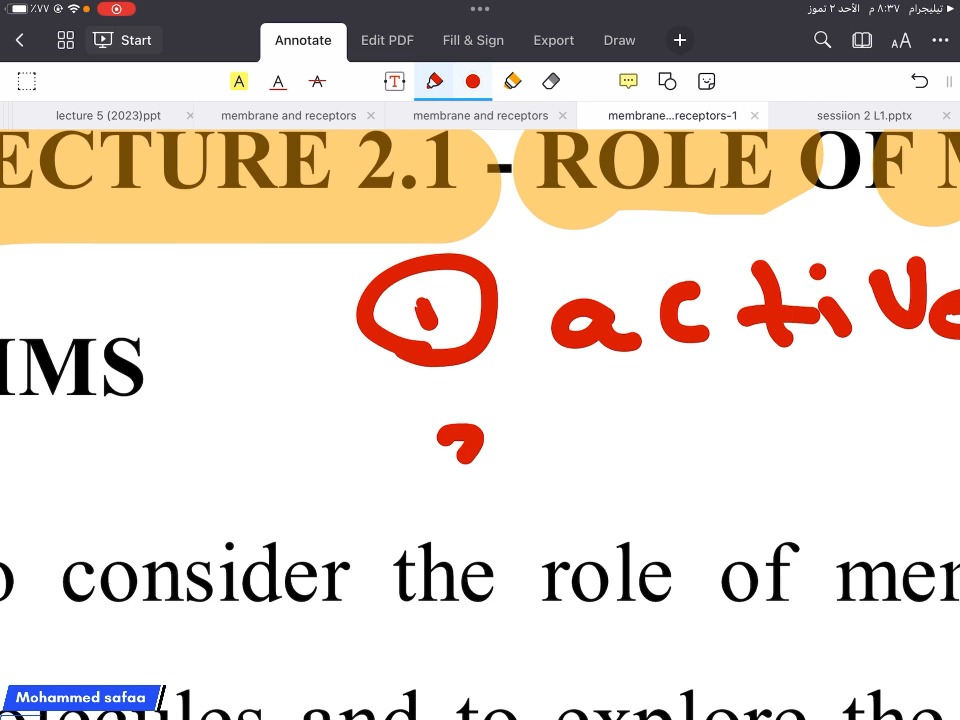 ٪٧٧ تيليجرام ٨:٣٧ م الأحد ٢ تموز
Start Annotate Edit PDF Fill & Sign Export Draw
lecture 5 (2023)ppt membrane and receptors membrane and receptors membrane...receptors-1 sessiion 2 L1.pptx
ECTURE 2.1 - ROLE OF M
1 active
IMS
o consider the role of mer
olecules and to explore the
Mohammed safaa